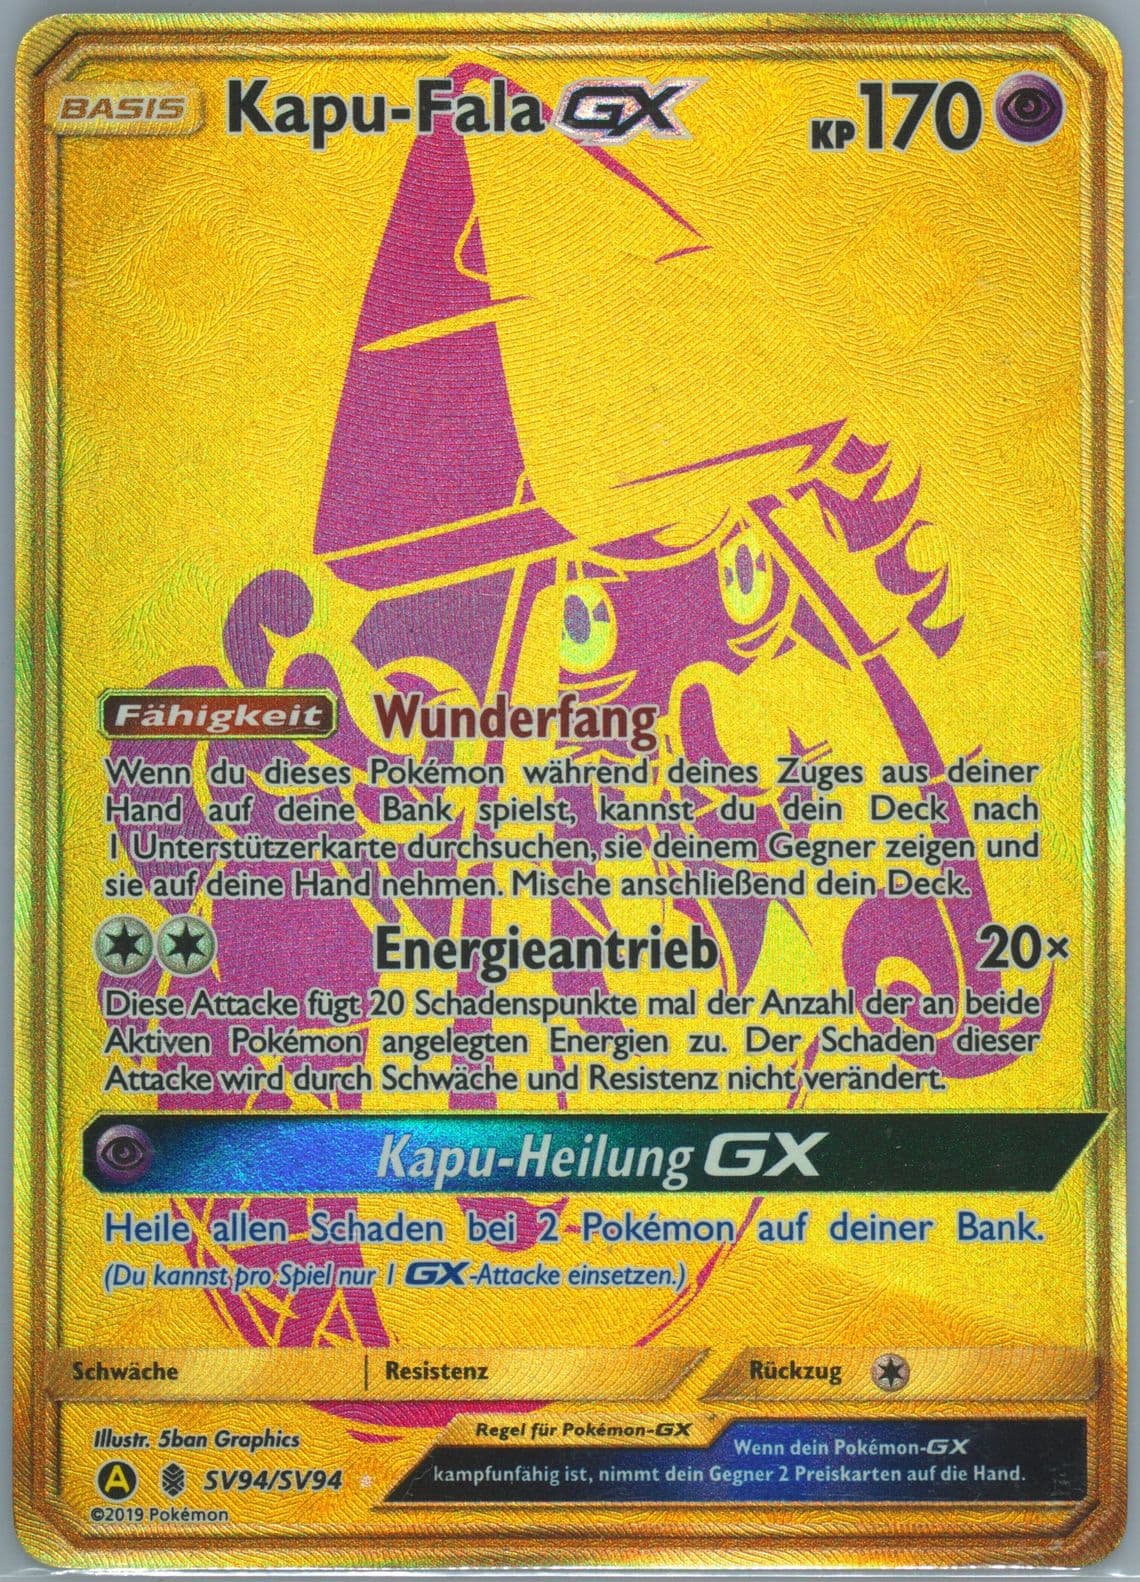 BASIS Kapu-Fala GX KP 170
Fähigkeit Wunderfang
Wenn du dieses Pokémon während deines Zuges aus deiner
Hand auf deine Bank spielst, kannst du dein Deck nach
1 Unterstützerkarte durchsuchen, sie deinem Gegner zeigen und
sie auf deine Hand nehmen. Mische anschließend dein Deck.
Energieantrieb 20×
Diese Attacke fügt 20 Schadenspunkte mal der Anzahl der an beide
Aktiven Pokémon angelegten Energien zu. Der Schaden dieser
Attacke wird durch Schwäche und Resistenz nicht verändert.
Kapu-Heilung GX
Heile allen Schaden bei 2 Pokémon auf deiner Bank.
(Du kannst pro Spiel nur 1 GX-Attacke einsetzen.)
Schwäche Resistenz Rückzug
Illustr. 5ban Graphics
Regel für Pokémon-GX
Wenn dein Pokémon-GX
kampfunfähig ist, nimmt dein Gegner 2 Preiskarten auf die Hand.
A SV94/SV94
©2019 Pokémon